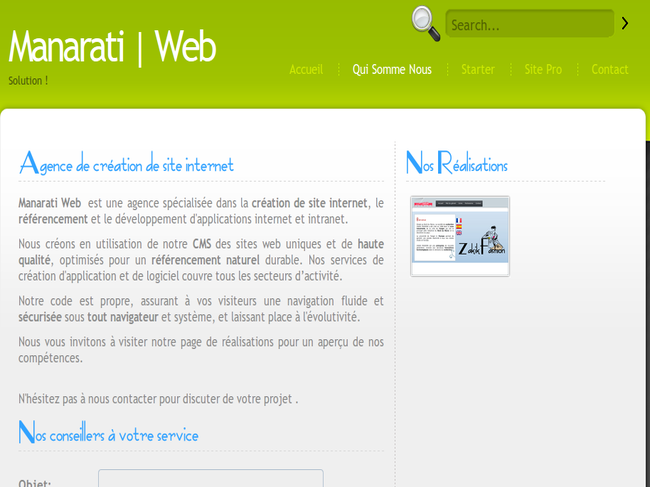 Manarati | Web
Solution !
Search...
Accueil
Qui Somme Nous
Starter
Site Pro
Contact
Agence de création de site internet
Manarati Web est une agence spécialisée dans la création de site internet, le
référencement et le développement d'applications internet et intranet.
Nous créons en utilisation de notre CMS des sites web uniques et de haute
qualité, optimisés pour un référencement naturel durable. Nos services de
création d'application et de logiciel couvre tous les secteurs d’activité.
Notre code est propre, assurant à vos visiteurs une navigation fluide et
sécurisée sous tout navigateur et système, et laissant place à l'évolutivité.
Nous vous invitons à visiter notre page de réalisations pour un aperçu de nos
compétences.
N'hésitez pas à nous contacter pour discuter de votre projet .
Nos conseillers à votre service
Objet:
Nos Réalisations